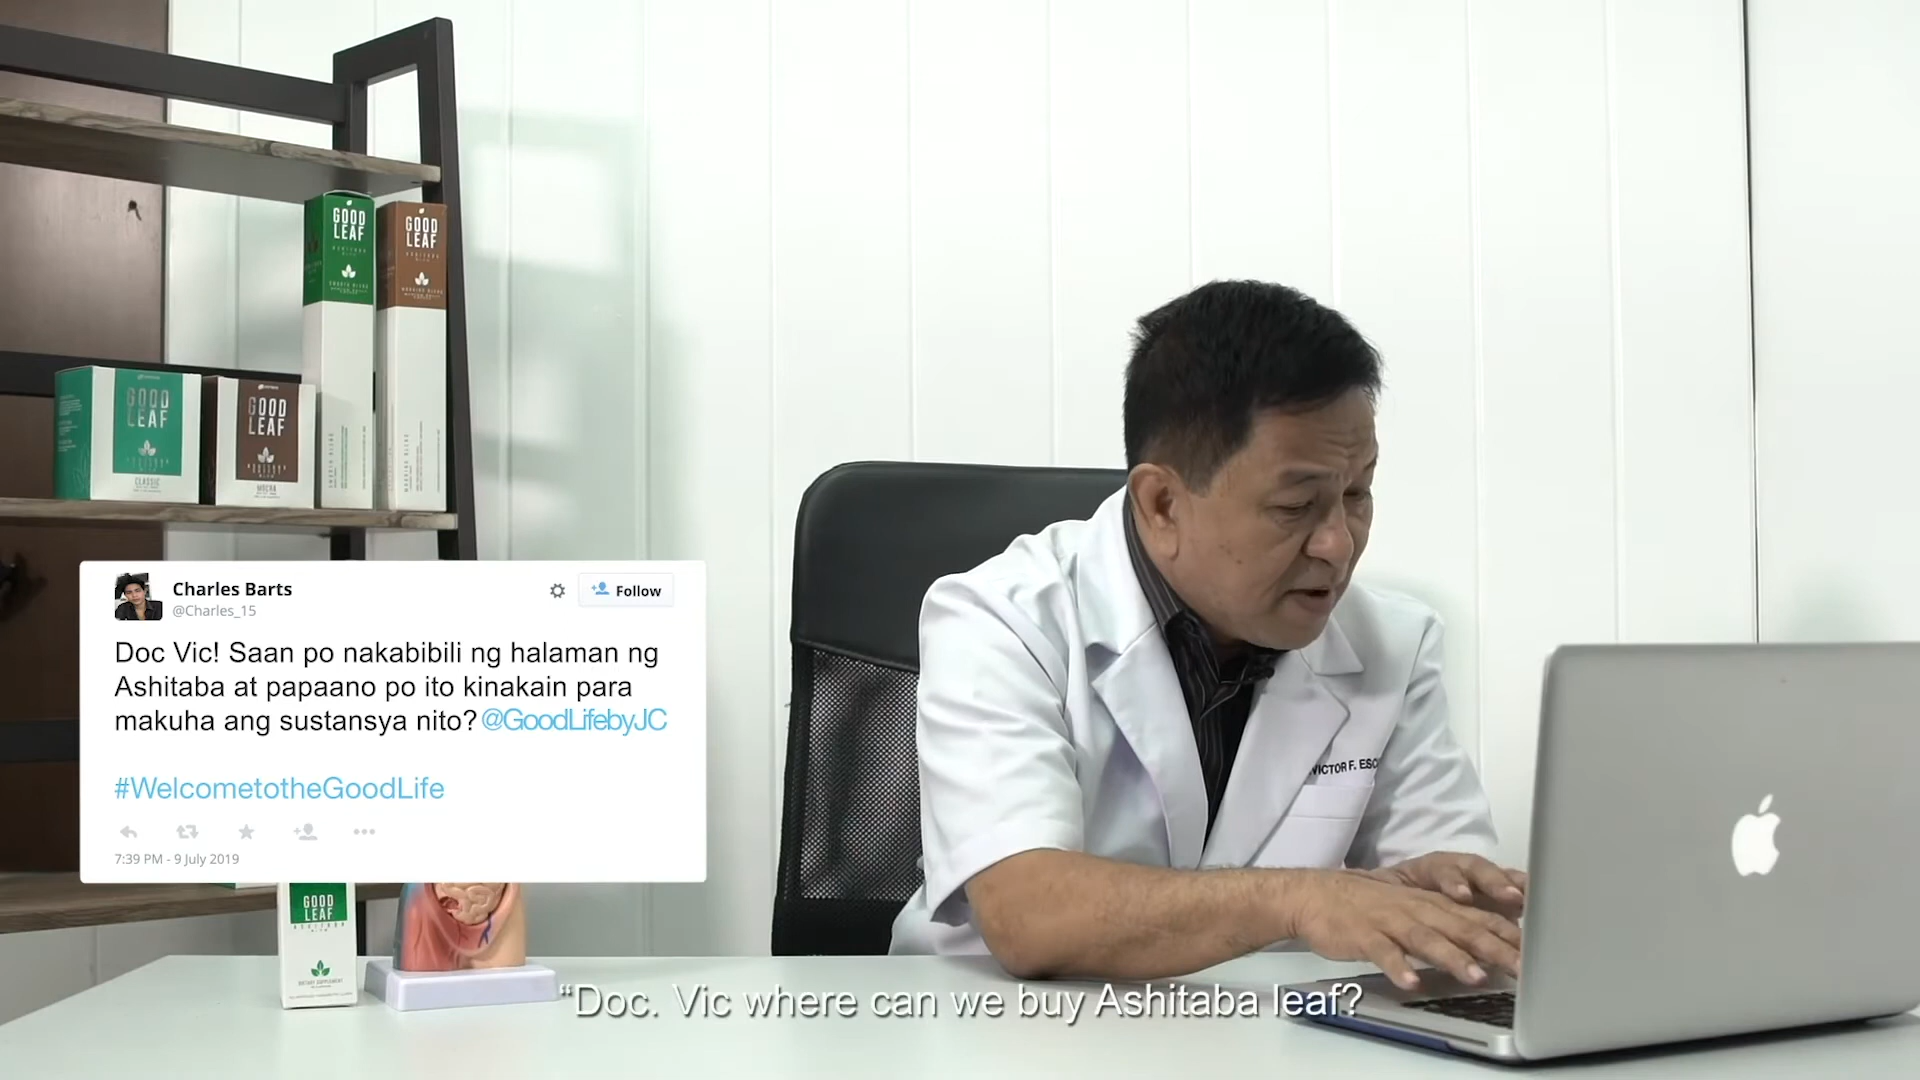 GOOD
LEAF
GOOD
LEAF
GOOD
LEAF
CLASSIC
GOOD
LEAF
MOCHA
Charles Barts
@Charles_15
Follow
Doc Vic! Saan po nakabibili ng halaman ng
Ashitaba at papaano po ito kinakain para
makuha ang sustansya nito? @GoodLifebyJC
#WelcometotheGoodLife
7:39 PM - 9 July 2019
VICTOR F. ESC
GOOD
LEAF
“Doc. Vic where can we buy Ashitaba leaf?